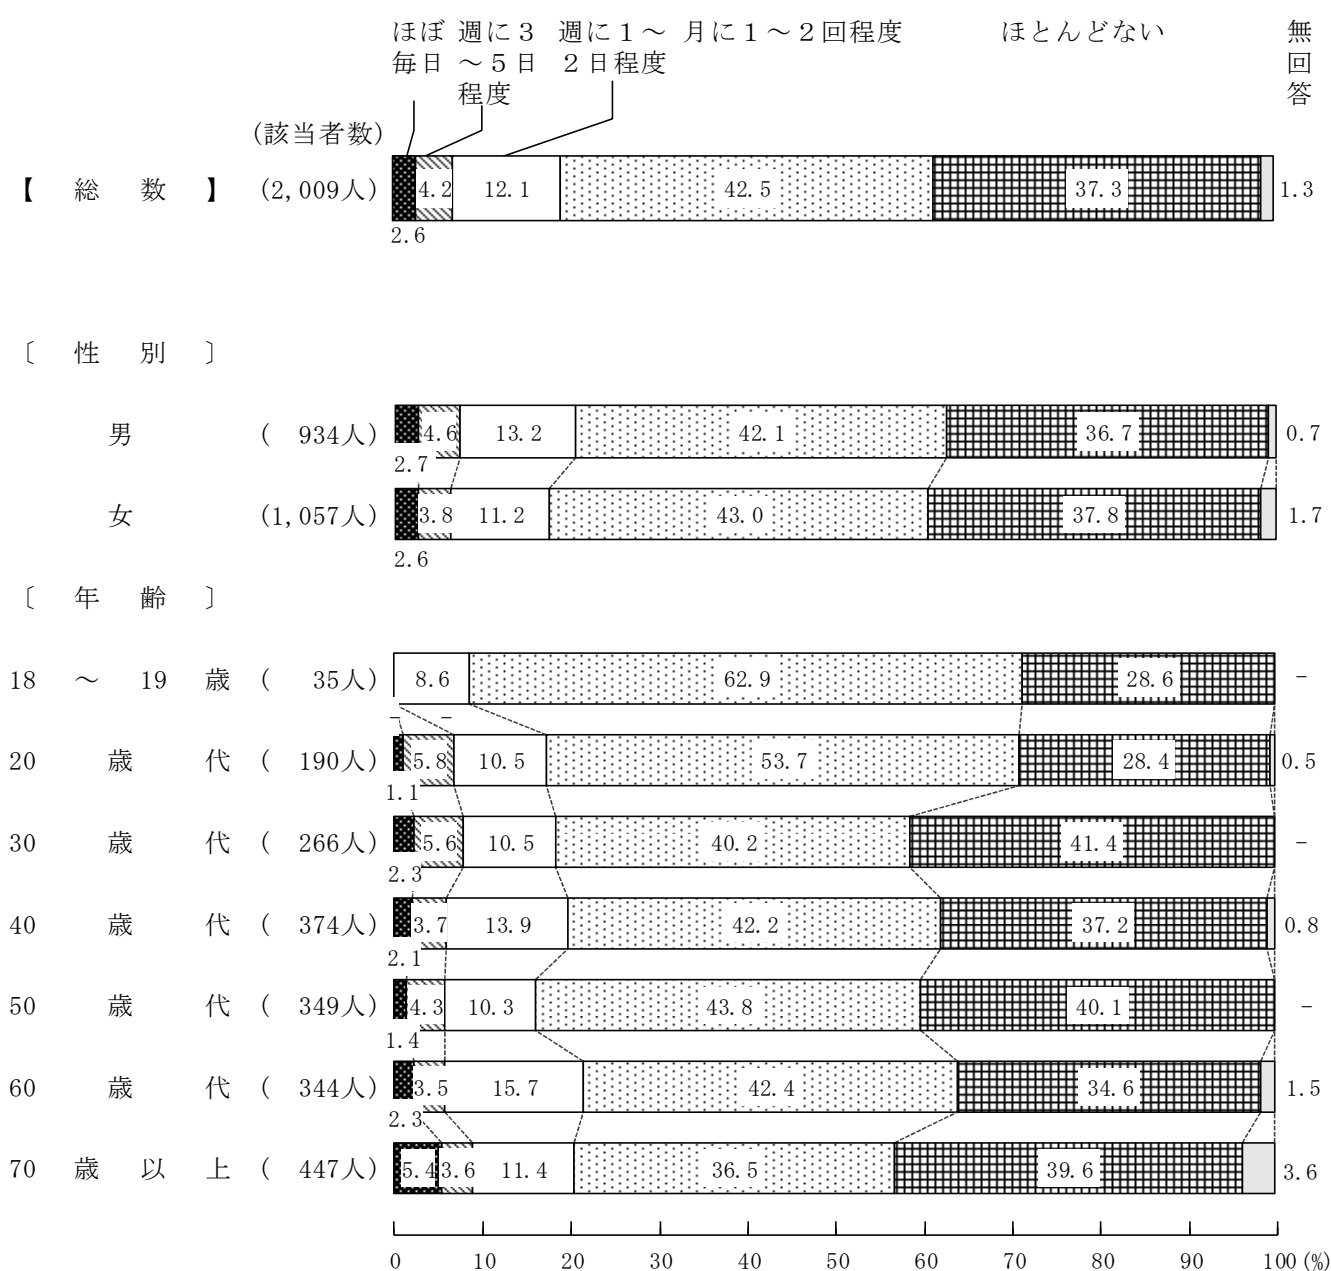 ほぼ 週に３ 週に１～ 月に１～２回程度 ほとんどない 無
毎日 ～５日 ２日程度 回
程度 答
(該当者数)
【 総 数 】 (2,009人) 4.2 12.1 42.5 37.3 1.3
2.6
〔 性 別 〕
男 ( 934人) 4.6 13.2 42.1 36.7 0.7
2.7
女 (1,057人) 3.8 11.2 43.0 37.8 1.7
2.6
〔 年 齢 〕
18 ～ 19 歳 ( 35人) 8.6 62.9 28.6 －
－ －
20 歳 代 ( 190人) 5.8 10.5 53.7 28.4 0.5
1.1
30 歳 代 ( 266人) 5.6 10.5 40.2 41.4 －
2.3
40 歳 代 ( 374人) 3.7 13.9 42.2 37.2 0.8
2.1
50 歳 代 ( 349人) 4.3 10.3 43.8 40.1 －
1.4
60 歳 代 ( 344人) 3.5 15.7 42.4 34.6 1.5
2.3
70 歳 以 上 ( 447人) 5.4 3.6 11.4 36.5 39.6 3.6
0 10 20 30 40 50 60 70 80 90 100 (%)